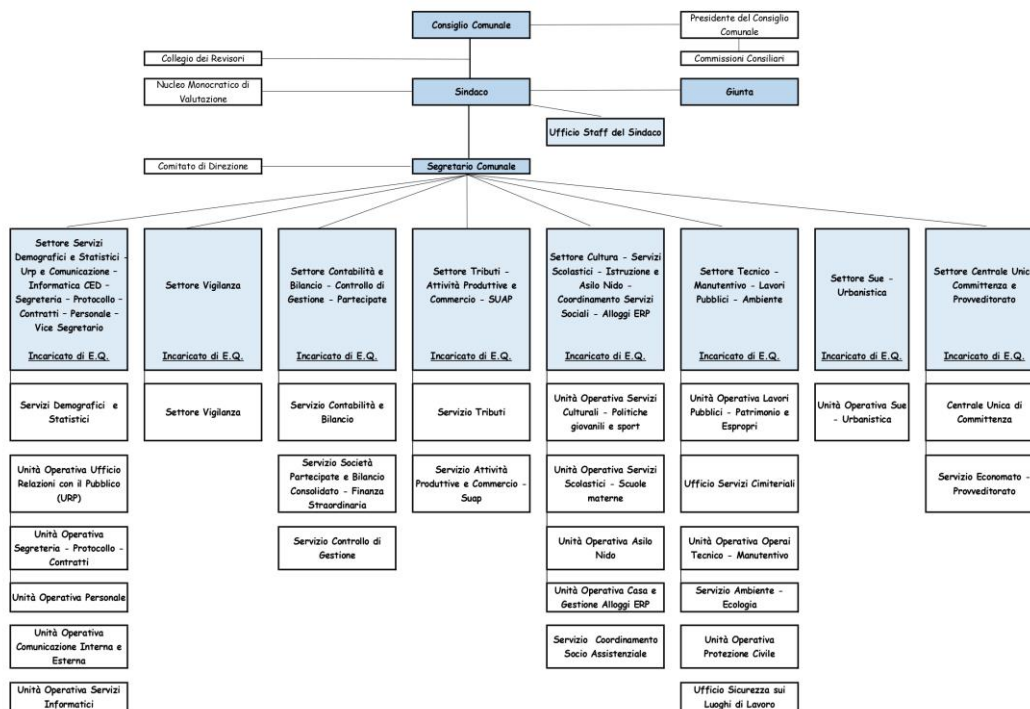 Consiglio Comunale
Presidente del Consiglio
Comunale
Collegio dei Revisori
Commissioni Consiliari
Nucleo Monocratico di
Valutazione
Sindaco
Giunta
Ufficio Staff del Sindaco
Comitato di Direzione
Segretario Comunale
Settore Servizi
Demografici e Statistici -
Urp e Comunicazione -
Informatica CED -
Segreteria - Protocollo -
Contratti - Personale -
Vice Segretario
Incaricato di E.Q.
Settore Vigilanza
Incaricato di E.Q.
Settore Contabilità e
Bilancio - Controllo di
Gestione - Partecipate
Incaricato di E.Q.
Settore Tributi -
Attività Produttive e
Commercio - SUAP
Incaricato di E.Q.
Settore Cultura - Servizi
Scolastici - Istruzione e
Asilo Nido -
Coordinamento Servizi
Sociali - Alloggi ERP
Incaricato di E.Q.
Settore Tecnico -
Manutentivo - Lavori
Pubblici - Ambiente
Incaricato di E.Q.
Settore Sue -
Urbanistica
Incaricato di E.Q.
Settore Centrale Unica
Committenza e
Provveditorato
Incaricato di E.Q.
Servizi Demografici e
Statistici
Unità Operativa Ufficio
Relazioni con il Pubblico
(URP)
Unità Operativa
Segreteria - Protocollo -
Contratti
Unità Operativa Personale
Unità Operativa
Comunicazione Interna e
Esterna
Unità Operativa Servizi
Informatici
Settore Vigilanza
Servizio Contabilità e
Bilancio
Servizio Società
Partecipate e Bilancio
Consolidato - Finanza
Straordinaria
Servizio Controllo di
Gestione
Servizio Tributi
Servizio Attività
Produttive e Commercio -
Suap
Unità Operativa Servizi
Culturali - Politiche
giovanili e sport
Unità Operativa Servizi
Scolastici - Scuole
materne
Unità Operativa Asilo
Nido
Unità Operativa Casa e
Gestione Alloggi ERP
Servizio Coordinamento
Socio Assistenziale
Unità Operativa Lavori
Pubblici - Patrimonio e
Espropri
Ufficio Servizi Cimiteriali
Unità Operativa Operai
Tecnico - Manutentivo
Servizio Ambiente -
Ecologia
Unità Operativa
Protezione Civile
Ufficio Sicurezza sui
Luoghi di Lavoro
Unità Operativa Sue
- Urbanistica
Centrale Unica di
Committenza
Servizio Economato -
Provveditorato